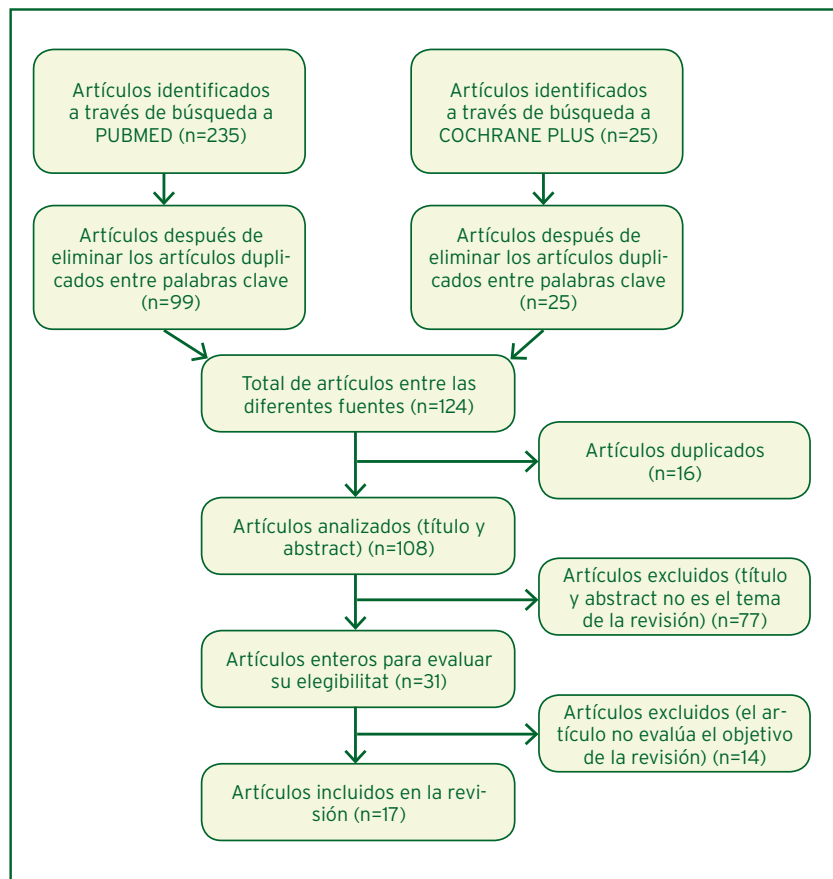 Artículos identificados
a través de búsqueda a
PUBMED (n=235)
Artículos identificados
a través de búsqueda a
COCHRANE PLUS (n=25)
Artículos después de
eliminar los artículos dupli-
cados entre palabras clave
(n=99)
Artículos después de
eliminar los artículos dupli-
cados entre palabras clave
(n=25)
Total de artículos entre las
diferentes fuentes (n=124)
Artículos duplicados
(n=16)
Artículos analizados (título y
abstract) (n=108)
Artículos excluidos (título
y abstract no es el tema
de la revisión) (n=77)
Artículos enteros para evaluar
su elegibilitat (n=31)
Artículos excluidos (el ar-
tículo no evalúa el objetivo
de la revisión) (n=14)
Artículos incluidos en la revi-
sión (n=17)